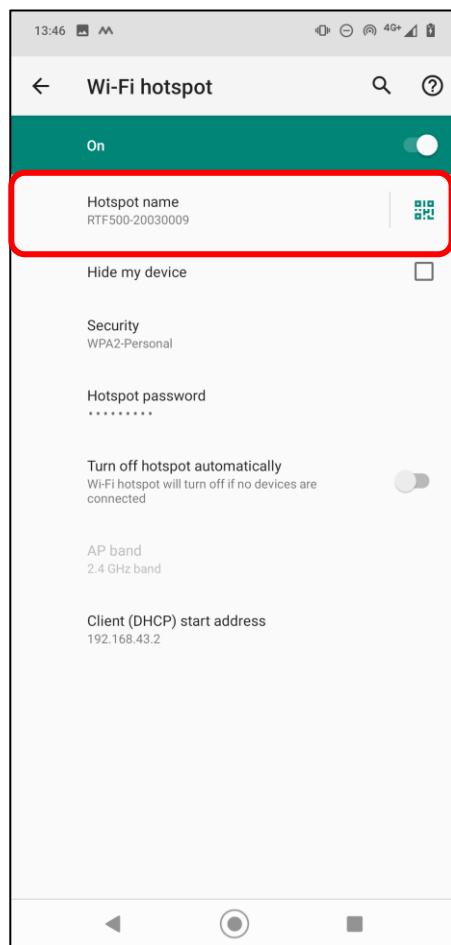 13:46
4G+
Wi-Fi hotspot
On
Hotspot name
RTF500-20030009
Hide my device
Security
WPA2-Personal
Hotspot password
• • • • • • • • •
Turn off hotspot automatically
Wi-Fi hotspot will turn off if no devices are
connected
AP band
2.4 GHz band
Client (DHCP) start address
192.168.43.2